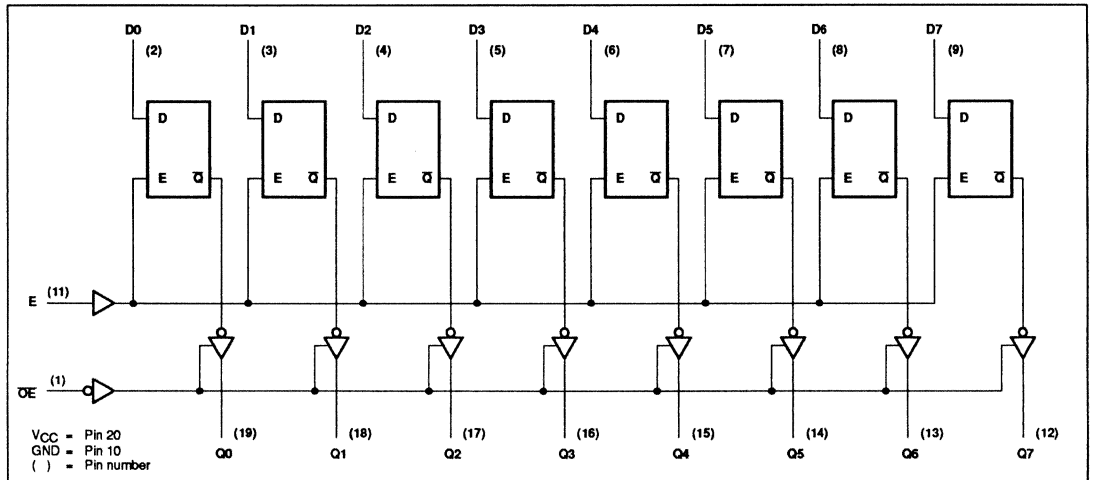 D0 D1 D2 D3 D4 D5 D6 D7
(2) (3) (4) (5) (6) (7) (8) (9)
D D D D D D D D
E Q̅ E Q̅ E Q̅ E Q̅ E Q̅ E Q̅ E Q̅ E Q̅
E (11)
O̅E̅ (1)
(19) (18) (17) (16) (15) (14) (13) (12)
Q0 Q1 Q2 Q3 Q4 Q5 Q6 Q7
VCC = Pin 20
GND = Pin 10
( ) = Pin number